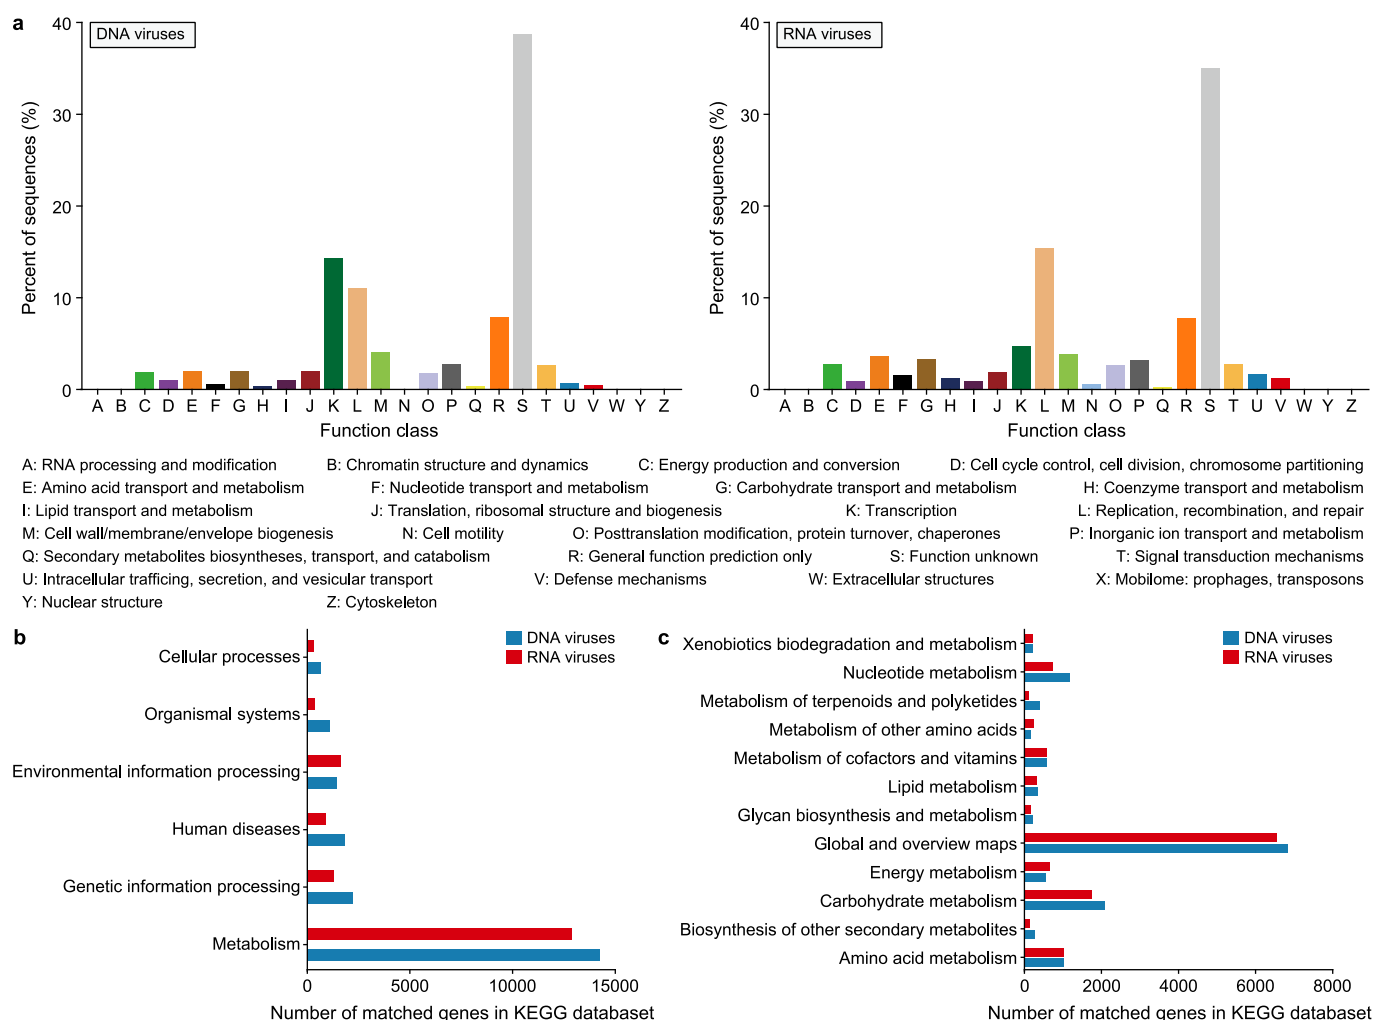 a
40
30
20
10
0
Percent of sequences (%)
DNA viruses
A B C D E F G H I J K L M N O P Q R S T U V W Y Z
Function class
40
30
20
10
0
Percent of sequences (%)
RNA viruses
A B C D E F G H I J K L M N O P Q R S T U V W Y Z
Function class
A: RNA processing and modification B: Chromatin structure and dynamics C: Energy production and conversion D: Cell cycle control, cell division, chromosome partitioning
E: Amino acid transport and metabolism F: Nucleotide transport and metabolism G: Carbohydrate transport and metabolism H: Coenzyme transport and metabolism
I: Lipid transport and metabolism J: Translation, ribosomal structure and biogenesis K: Transcription L: Replication, recombination, and repair
M: Cell wall/membrane/envelope biogenesis N: Cell motility O: Posttranslation modification, protein turnover, chaperones P: Inorganic ion transport and metabolism
Q: Secondary metabolites biosyntheses, transport, and catabolism R: General function prediction only S: Function unknown T: Signal transduction mechanisms
U: Intracellular trafficing, secretion, and vesicular transport V: Defense mechanisms W: Extracellular structures X: Mobilome: prophages, transposons
Y: Nuclear structure Z: Cytoskeleton
b
DNA viruses
RNA viruses
Cellular processes
Organismal systems
Environmental information processing
Human diseases
Genetic information processing
Metabolism
0 5000 10000 15000
Number of matched genes in KEGG databaset
c
DNA viruses
RNA viruses
Xenobiotics biodegradation and metabolism
Nucleotide metabolism
Metabolism of terpenoids and polyketides
Metabolism of other amino acids
Metabolism of cofactors and vitamins
Lipid metabolism
Glycan biosynthesis and metabolism
Global and overview maps
Energy metabolism
Carbohydrate metabolism
Biosynthesis of other secondary metabolites
Amino acid metabolism
0 2000 4000 6000 8000
Number of matched genes in KEGG databaset